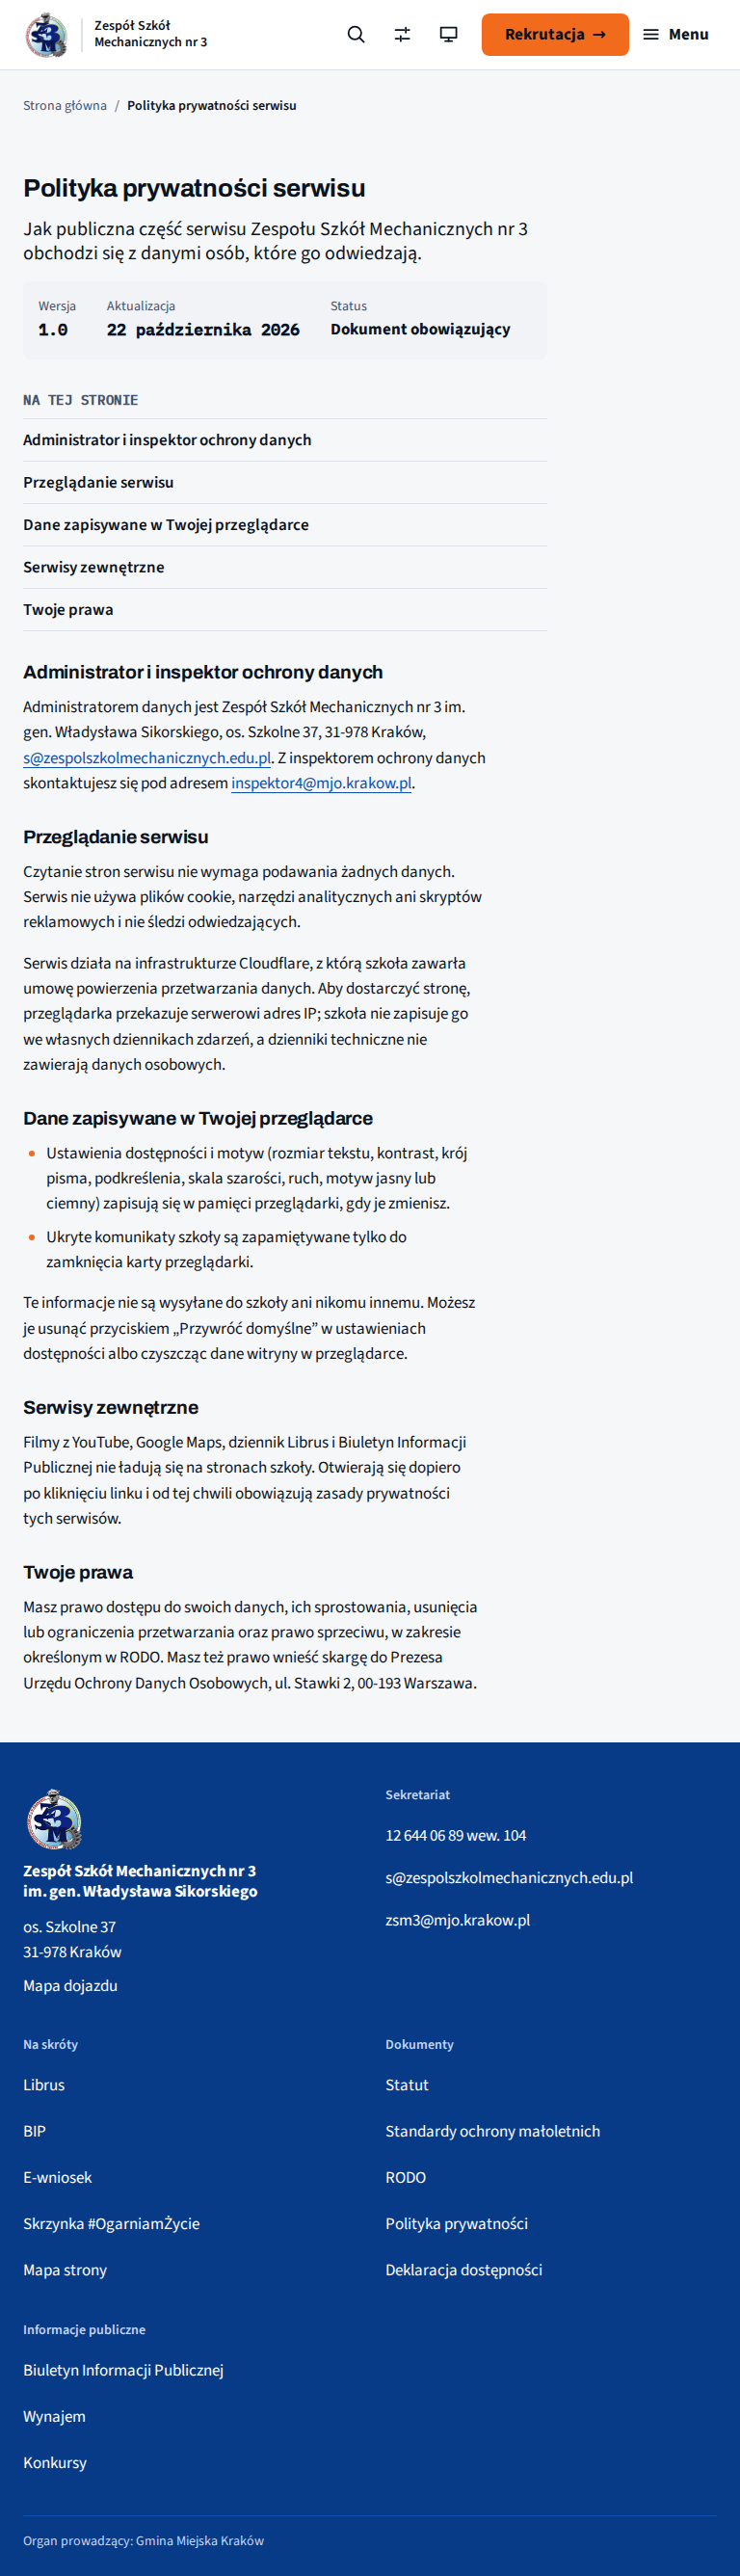 Zespół Szkół
Mechanicznych nr 3
Rekrutacja →
Menu
Strona główna / Polityka prywatności serwisu
Polityka prywatności serwisu
Jak publiczna część serwisu Zespołu Szkół Mechanicznych nr 3
obchodzi się z danymi osób, które go odwiedzają.
Wersja
1.0
Aktualizacja
22 października 2026
Status
Dokument obowiązujący
NA TEJ STRONIE
Administrator i inspektor ochrony danych
Przeglądanie serwisu
Dane zapisywane w Twojej przeglądarce
Serwisy zewnętrzne
Twoje prawa
Administrator i inspektor ochrony danych
Administratorem danych jest Zespół Szkół Mechanicznych nr 3 im.
gen. Władysława Sikorskiego, os. Szkolne 37, 31-978 Kraków,
s@zespolszkolmechanicznych.edu.pl. Z inspektorem ochrony danych
skontaktujesz się pod adresem inspektor4@mjo.krakow.pl.
Przeglądanie serwisu
Czytanie stron serwisu nie wymaga podawania żadnych danych.
Serwis nie używa plików cookie, narzędzi analitycznych ani skryptów
reklamowych i nie śledzi odwiedzających.
Serwis działa na infrastrukturze Cloudflare, z którą szkoła zawarła
umowę powierzenia przetwarzania danych. Aby dostarczyć stronę,
przeglądarka przekazuje serwerowi adres IP; szkoła nie zapisuje go
we własnych dziennikach zdarzeń, a dzienniki techniczne nie
zawierają danych osobowych.
Dane zapisywane w Twojej przeglądarce
Ustawienia dostępności i motyw (rozmiar tekstu, kontrast, krój
pisma, podkreślenia, skala szarości, ruch, motyw jasny lub
ciemny) zapisują się w pamięci przeglądarki, gdy je zmienisz.
Ukryte komunikaty szkoły są zapamiętywane tylko do
zamknięcia karty przeglądarki.
Te informacje nie są wysyłane do szkoły ani nikomu innemu. Możesz
je usunąć przyciskiem „Przywróć domyślne” w ustawieniach
dostępności albo czyszcząc dane witryny w przeglądarce.
Serwisy zewnętrzne
Filmy z YouTube, Google Maps, dziennik Librus i Biuletyn Informacji
Publicznej nie ładują się na stronach szkoły. Otwierają się dopiero
po kliknięciu linku i od tej chwili obowiązują zasady prywatności
tych serwisów.
Twoje prawa
Masz prawo dostępu do swoich danych, ich sprostowania, usunięcia
lub ograniczenia przetwarzania oraz prawo sprzeciwu, w zakresie
określonym w RODO. Masz też prawo wnieść skargę do Prezesa
Urzędu Ochrony Danych Osobowych, ul. Stawki 2, 00-193 Warszawa.
Zespół Szkół Mechanicznych nr 3
im. gen. Władysława Sikorskiego
os. Szkolne 37
31-978 Kraków
Mapa dojazdu
Sekretariat
12 644 06 89 wew. 104
s@zespolszkolmechanicznych.edu.pl
zsm3@mjo.krakow.pl
Na skróty
Librus
BIP
E-wniosek
Skrzynka #OgarniamŻycie
Mapa strony
Dokumenty
Statut
Standardy ochrony małoletnich
RODO
Polityka prywatności
Deklaracja dostępności
Informacje publiczne
Biuletyn Informacji Publicznej
Wynajem
Konkursy
Organ prowadzący: Gmina Miejska Kraków